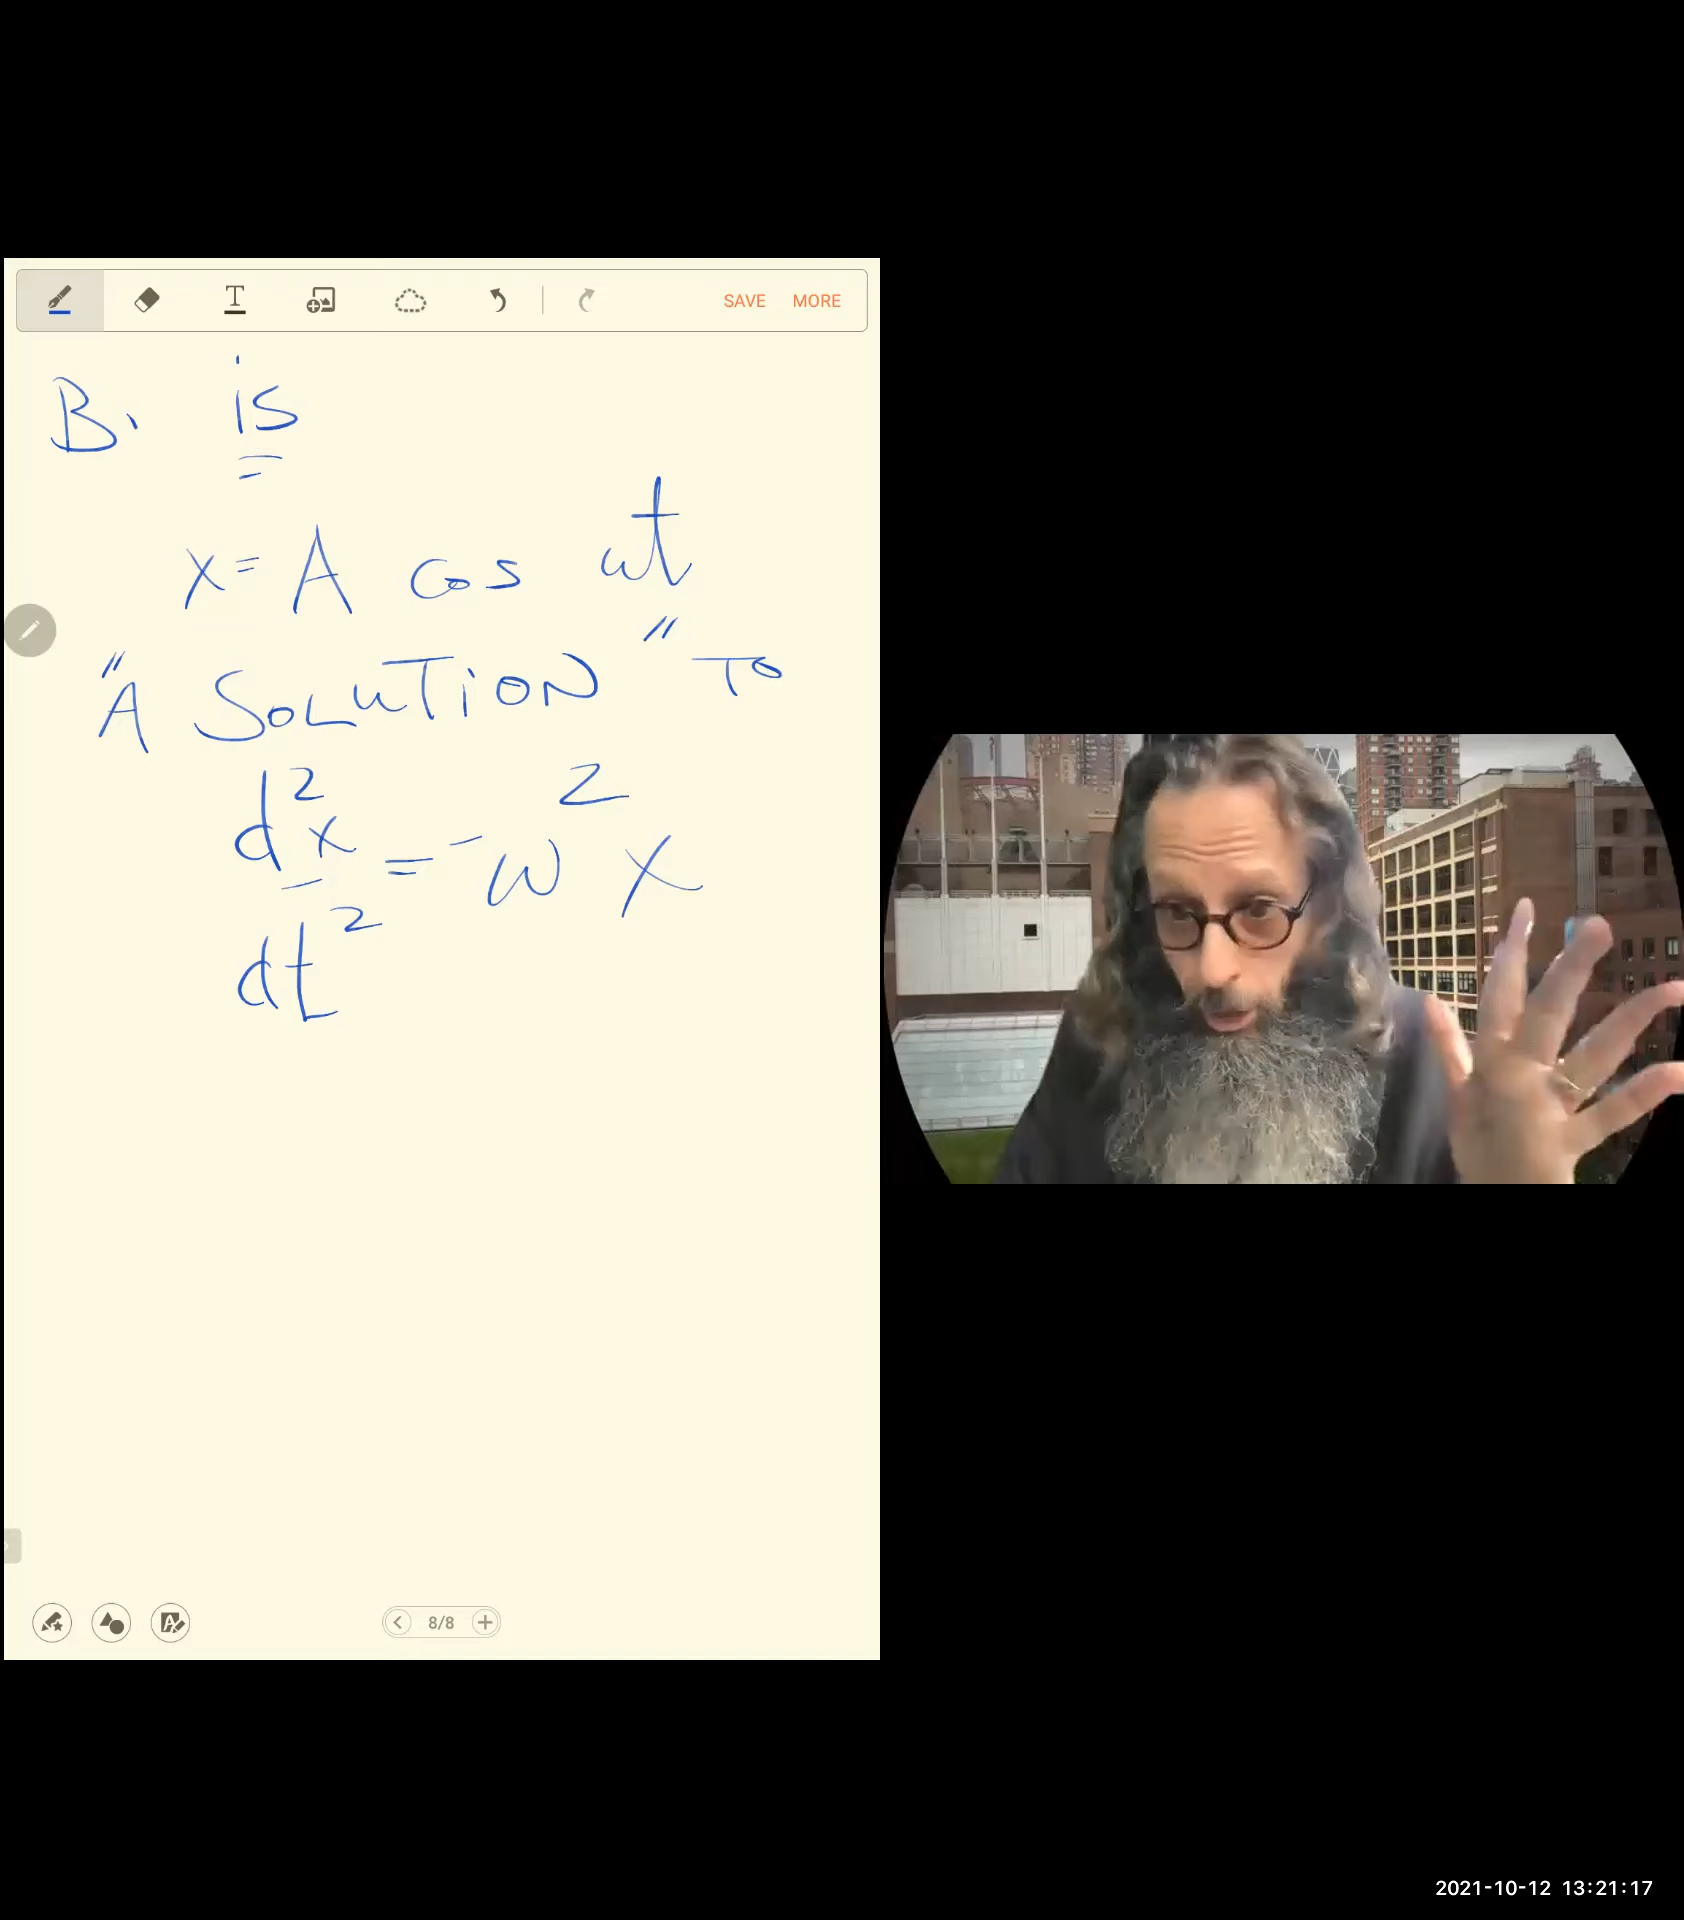 SAVE MORE
B. is
x = A cos ωt
"A SOLUTION" TO
d²x
= -ω² x
dt²
8/8
2021-10-12 13:21:17